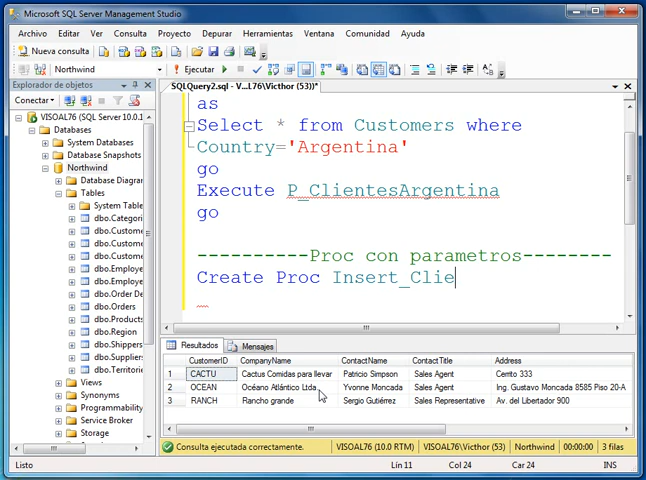 Microsoft SQL Server Management Studio
Archivo Editar Ver Consulta Proyecto Depurar Herramientas Ventana Comunidad Ayuda
Nueva consulta
Northwind Ejecutar
Explorador de objetos
SQLQuery2.sql - V...L76\Victhor (53))*
Conectar
VISOAL76 (SQL Server 10.0.1
Databases
System Databases
Database Snapshots
Northwind
Database Diagra
Tables
System Table
dbo.Categori
dbo.Custome
dbo.Custome
dbo.Employe
dbo.Employe
dbo.Order De
dbo.Orders
dbo.Products
dbo.Region
dbo.Shippers
dbo.Suppliers
dbo.Territorie
Views
Synonyms
Programmability
Service Broker
Storage
as
Select * from Customers where
Country='Argentina'
go
Execute P_ClientesArgentina
go
----------Proc con parametros--------
Create Proc Insert_Clie
Resultados Mensajes
CustomerID CompanyName ContactName ContactTitle Address
1 CACTU Cactus Comidas para llevar Patricio Simpson Sales Agent Cerrito 333
2 OCEAN Océano Atlántico Ltda. Yvonne Moncada Sales Agent Ing. Gustavo Moncada 8585 Piso 20-A
3 RANCH Rancho grande Sergio Gutiérrez Sales Representative Av. del Libertador 900
Consulta ejecutada correctamente. VISOAL76 (10.0 RTM) VISOAL76\Victhor (53) Northwind 00:00:00 3 filas
Listo Lín 11 Col 24 Car 24 INS